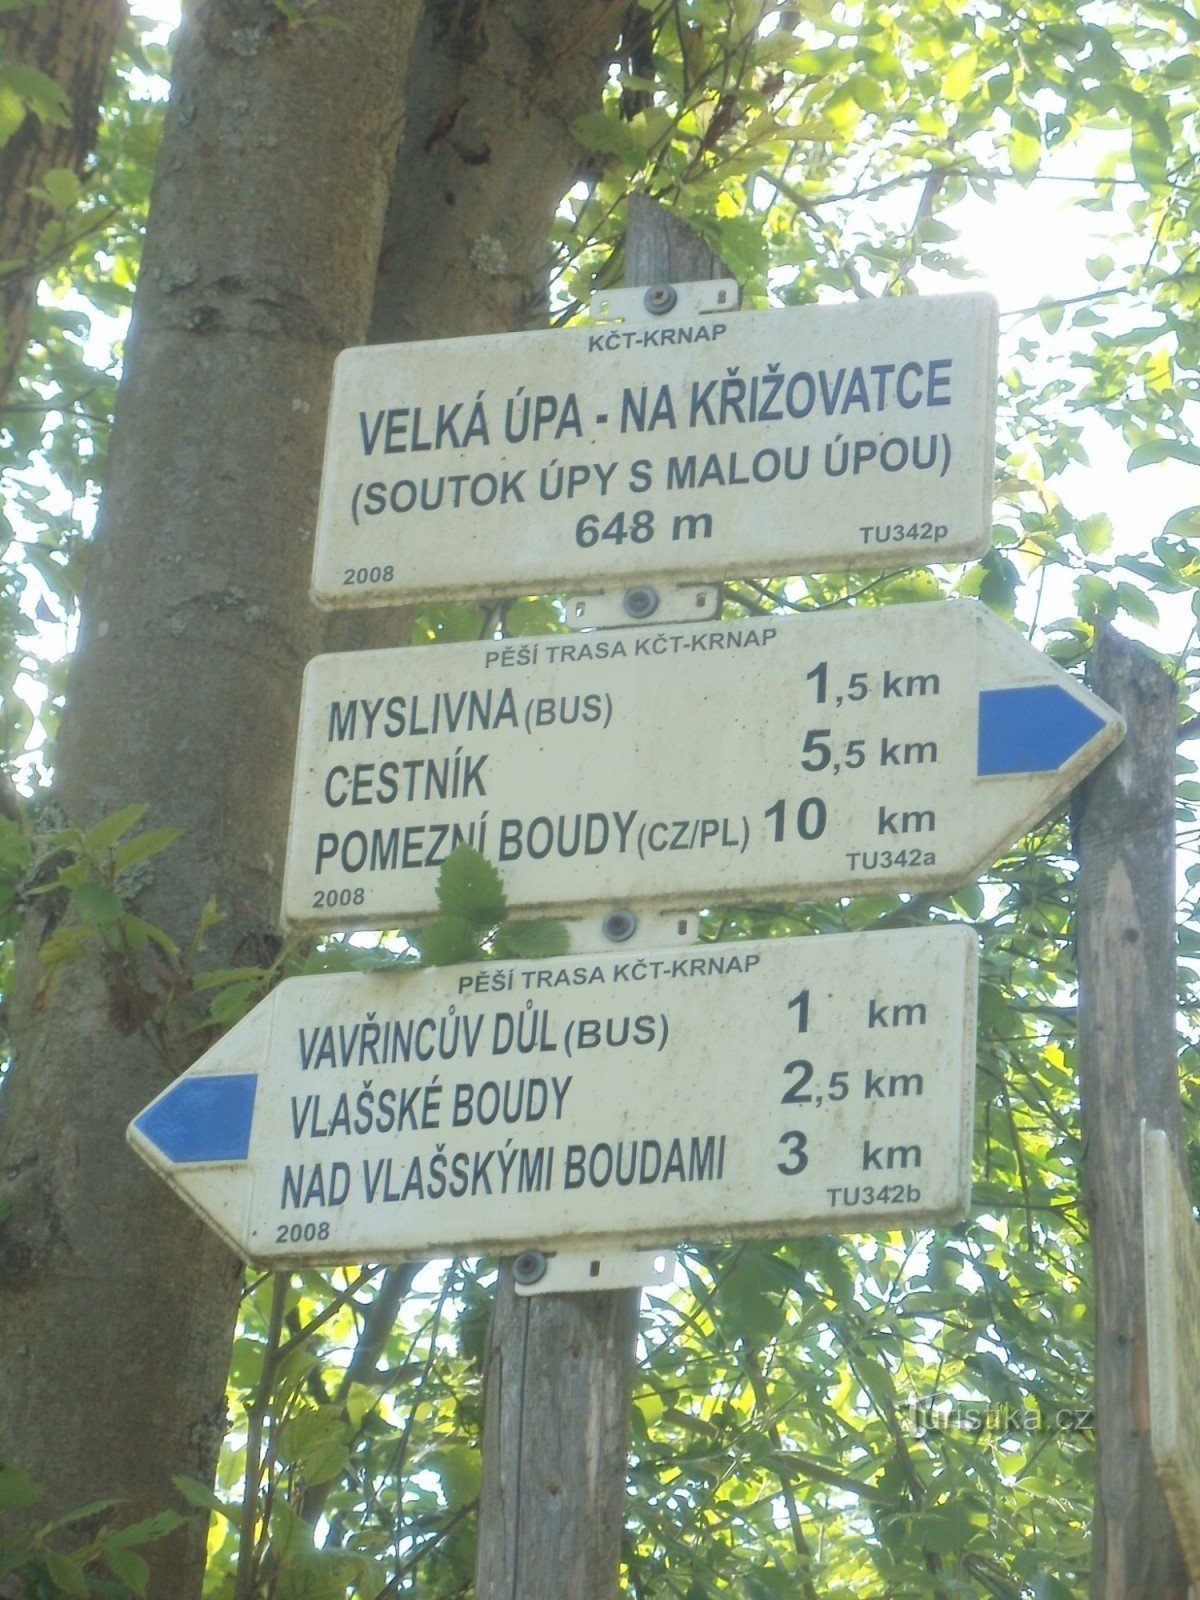 KČT-KRNAP
VELKÁ ÚPA - NA KŘIŽOVATCE
(SOUTOK ÚPY S MALOU ÚPOU)
648 m
2008 TU342p
PĚŠÍ TRASA KČT-KRNAP
MYSLIVNA (BUS) 1,5 km
CESTNÍK 5,5 km
POMEZNÍ BOUDY (CZ/PL) 10 km
2008 TU342a
PĚŠÍ TRASA KČT-KRNAP
VAVŘINCŮV DŮL (BUS) 1 km
VLAŠSKÉ BOUDY 2,5 km
NAD VLAŠSKÝMI BOUDAMI 3 km
2008 TU342b
Turistika.cz